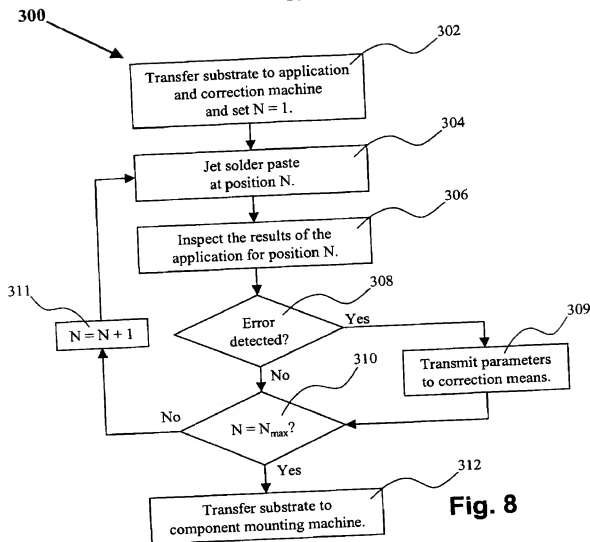 300
302
Transfer substrate to application
and correction machine
and set N = 1.
304
Jet solder paste
at position N.
306
Inspect the results of the
application for position N.
308
311
Error
detected?
Yes
309
N = N + 1
Transmit parameters
to correction means.
No
310
No
N = Nmax?
Yes
312
Transfer substrate to
component mounting machine.
Fig. 8